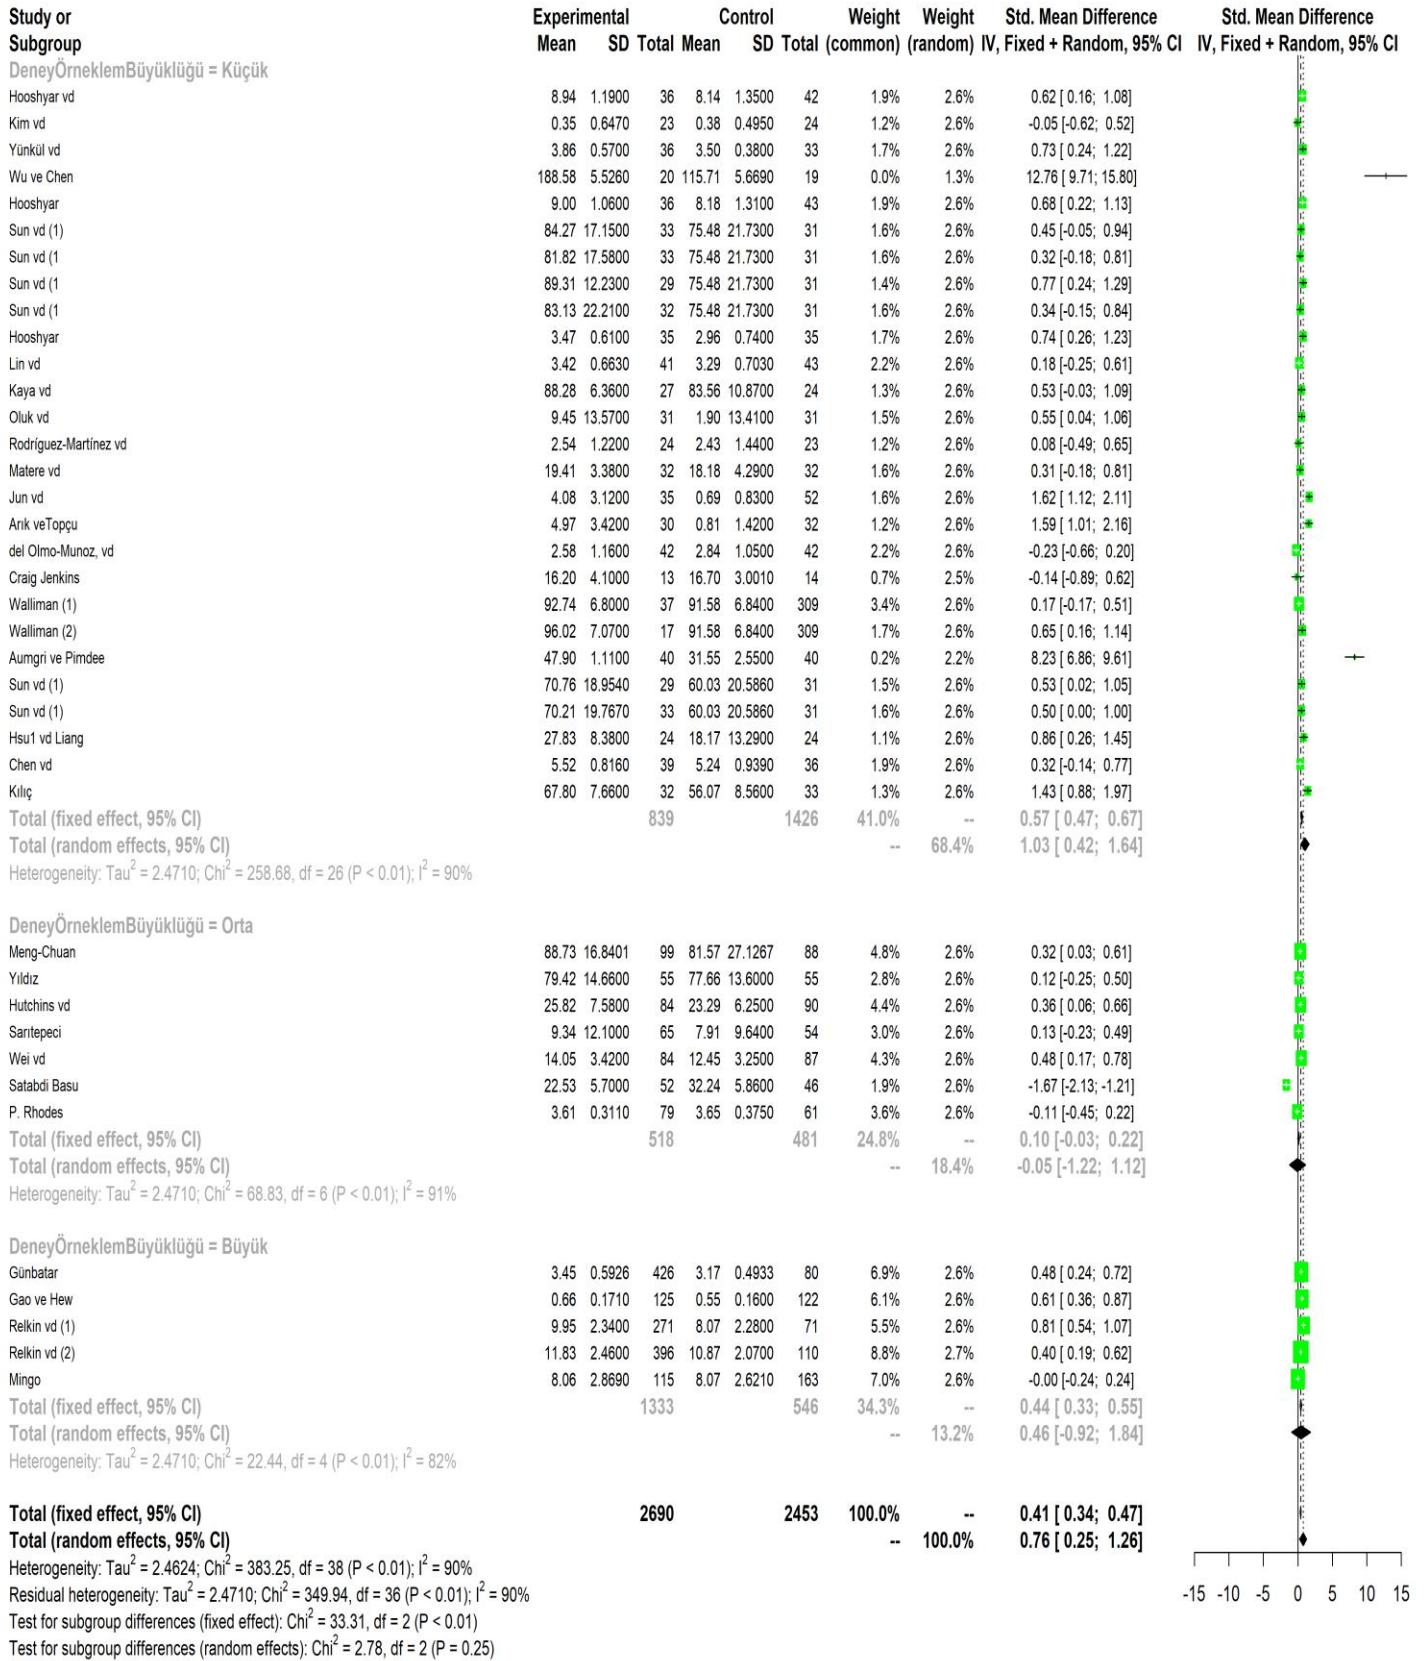 Study or Experimental Control Weight Weight Std. Mean Difference Std. Mean Difference
Subgroup Mean SD Total Mean SD Total (common) (random) IV, Fixed + Random, 95% CI IV, Fixed + Random, 95% CI
DeneyÖrneklemBüyüklüğü = Küçük
Hooshyar vd 8.94 1.1900 36 8.14 1.3500 42 1.9% 2.6% 0.62 [ 0.16; 1.08]
Kim vd 0.35 0.6470 23 0.38 0.4950 24 1.2% 2.6% -0.05 [-0.62; 0.52]
Yünkül vd 3.86 0.5700 36 3.50 0.3800 33 1.7% 2.6% 0.73 [ 0.24; 1.22]
Wu ve Chen 188.58 5.5260 20 115.71 5.6690 19 0.0% 1.3% 12.76 [ 9.71; 15.80]
Hooshyar 9.00 1.0600 36 8.18 1.3100 43 1.9% 2.6% 0.68 [ 0.22; 1.13]
Sun vd (1) 84.27 17.1500 33 75.48 21.7300 31 1.6% 2.6% 0.45 [-0.05; 0.94]
Sun vd (1 81.82 17.5800 33 75.48 21.7300 31 1.6% 2.6% 0.32 [-0.18; 0.81]
Sun vd (1 89.31 12.2300 29 75.48 21.7300 31 1.4% 2.6% 0.77 [ 0.24; 1.29]
Sun vd (1 83.13 22.2100 32 75.48 21.7300 31 1.6% 2.6% 0.34 [-0.15; 0.84]
Hooshyar 3.47 0.6100 35 2.96 0.7400 35 1.7% 2.6% 0.74 [ 0.26; 1.23]
Lin vd 3.42 0.6630 41 3.29 0.7030 43 2.2% 2.6% 0.18 [-0.25; 0.61]
Kaya vd 88.28 6.3600 27 83.56 10.8700 24 1.3% 2.6% 0.53 [-0.03; 1.09]
Oluk vd 9.45 13.5700 31 1.90 13.4100 31 1.5% 2.6% 0.55 [ 0.04; 1.06]
Rodríguez-Martínez vd 2.54 1.2200 24 2.43 1.4400 23 1.2% 2.6% 0.08 [-0.49; 0.65]
Matere vd 19.41 3.3800 32 18.18 4.2900 32 1.6% 2.6% 0.31 [-0.18; 0.81]
Jun vd 4.08 3.1200 35 0.69 0.8300 52 1.6% 2.6% 1.62 [ 1.12; 2.11]
Arık veTopçu 4.97 3.4200 30 0.81 1.4200 32 1.2% 2.6% 1.59 [ 1.01; 2.16]
del Olmo-Munoz, vd 2.58 1.1600 42 2.84 1.0500 42 2.2% 2.6% -0.23 [-0.66; 0.20]
Craig Jenkins 16.20 4.1000 13 16.70 3.0010 14 0.7% 2.5% -0.14 [-0.89; 0.62]
Walliman (1) 92.74 6.8000 37 91.58 6.8400 309 3.4% 2.6% 0.17 [-0.17; 0.51]
Walliman (2) 96.02 7.0700 17 91.58 6.8400 309 1.7% 2.6% 0.65 [ 0.16; 1.14]
Aumgri ve Pimdee 47.90 1.1100 40 31.55 2.5500 40 0.2% 2.2% 8.23 [ 6.86; 9.61]
Sun vd (1) 70.76 18.9540 29 60.03 20.5860 31 1.5% 2.6% 0.53 [ 0.02; 1.05]
Sun vd (1) 70.21 19.7670 33 60.03 20.5860 31 1.6% 2.6% 0.50 [ 0.00; 1.00]
Hsu1 vd Liang 27.83 8.3800 24 18.17 13.2900 24 1.1% 2.6% 0.86 [ 0.26; 1.45]
Chen vd 5.52 0.8160 39 5.24 0.9390 36 1.9% 2.6% 0.32 [-0.14; 0.77]
Kılıç 67.80 7.6600 32 56.07 8.5600 33 1.3% 2.6% 1.43 [ 0.88; 1.97]
Total (fixed effect, 95% CI) 839 1426 41.0% -- 0.57 [ 0.47; 0.67]
Total (random effects, 95% CI) -- 68.4% 1.03 [ 0.42; 1.64]
Heterogeneity: Tau² = 2.4710; Chi² = 258.68, df = 26 (P < 0.01); I² = 90%
DeneyÖrneklemBüyüklüğü = Orta
Meng-Chuan 88.73 16.8401 99 81.57 27.1267 88 4.8% 2.6% 0.32 [ 0.03; 0.61]
Yıldız 79.42 14.6600 55 77.66 13.6000 55 2.8% 2.6% 0.12 [-0.25; 0.50]
Hutchins vd 25.82 7.5800 84 23.29 6.2500 90 4.4% 2.6% 0.36 [ 0.06; 0.66]
Sarıtepeci 9.34 12.1000 65 7.91 9.6400 54 3.0% 2.6% 0.13 [-0.23; 0.49]
Wei vd 14.05 3.4200 84 12.45 3.2500 87 4.3% 2.6% 0.48 [ 0.17; 0.78]
Satabdi Basu 22.53 5.7000 52 32.24 5.8600 46 1.9% 2.6% -1.67 [-2.13; -1.21]
P. Rhodes 3.61 0.3110 79 3.65 0.3750 61 3.6% 2.6% -0.11 [-0.45; 0.22]
Total (fixed effect, 95% CI) 518 481 24.8% -- 0.10 [-0.03; 0.22]
Total (random effects, 95% CI) -- 18.4% -0.05 [-1.22; 1.12]
Heterogeneity: Tau² = 2.4710; Chi² = 68.83, df = 6 (P < 0.01); I² = 91%
DeneyÖrneklemBüyüklüğü = Büyük
Günbatar 3.45 0.5926 426 3.17 0.4933 80 6.9% 2.6% 0.48 [ 0.24; 0.72]
Gao ve Hew 0.66 0.1710 125 0.55 0.1600 122 6.1% 2.6% 0.61 [ 0.36; 0.87]
Relkin vd (1) 9.95 2.3400 271 8.07 2.2800 71 5.5% 2.6% 0.81 [ 0.54; 1.07]
Relkin vd (2) 11.83 2.4600 396 10.87 2.0700 110 8.8% 2.7% 0.40 [ 0.19; 0.62]
Mingo 8.06 2.8690 115 8.07 2.6210 163 7.0% 2.6% -0.00 [-0.24; 0.24]
Total (fixed effect, 95% CI) 1333 546 34.3% -- 0.44 [ 0.33; 0.55]
Total (random effects, 95% CI) -- 13.2% 0.46 [-0.92; 1.84]
Heterogeneity: Tau² = 2.4710; Chi² = 22.44, df = 4 (P < 0.01); I² = 82%
Total (fixed effect, 95% CI) 2690 2453 100.0% -- 0.41 [ 0.34; 0.47]
Total (random effects, 95% CI) -- 100.0% 0.76 [ 0.25; 1.26]
Heterogeneity: Tau² = 2.4624; Chi² = 383.25, df = 38 (P < 0.01); I² = 90%
Residual heterogeneity: Tau² = 2.4710; Chi² = 349.94, df = 36 (P < 0.01); I² = 90%
-15 -10 -5 0 5 10 15
Test for subgroup differences (fixed effect): Chi² = 33.31, df = 2 (P < 0.01)
Test for subgroup differences (random effects): Chi² = 2.78, df = 2 (P = 0.25)